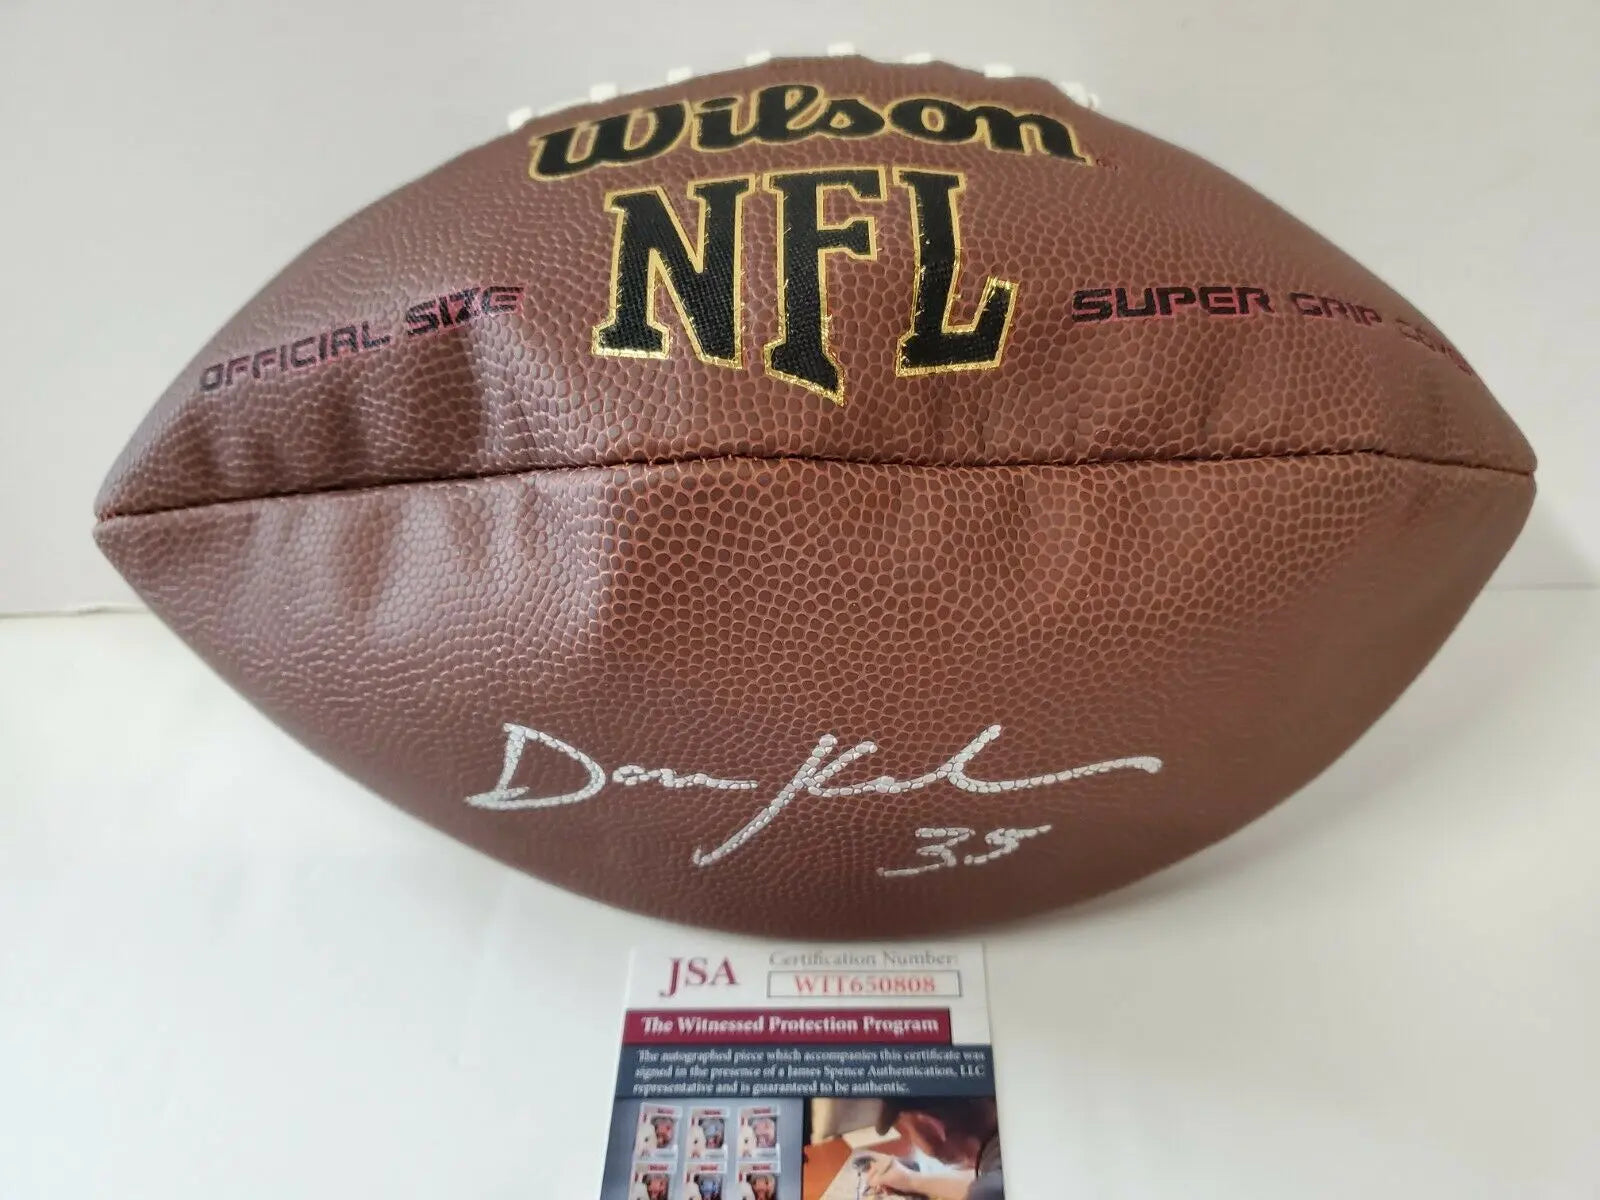 Wilson
NFL
OFFICIAL SIZE
SUPER GRIP COVER
35
JSA
Certification Number:
WIT650808
The Witnessed Protection Program
The autographed piece which accompanies this certificate was
signed in the presence of a James Spence Authentication, LLC
representative and is guaranteed to be authentic.